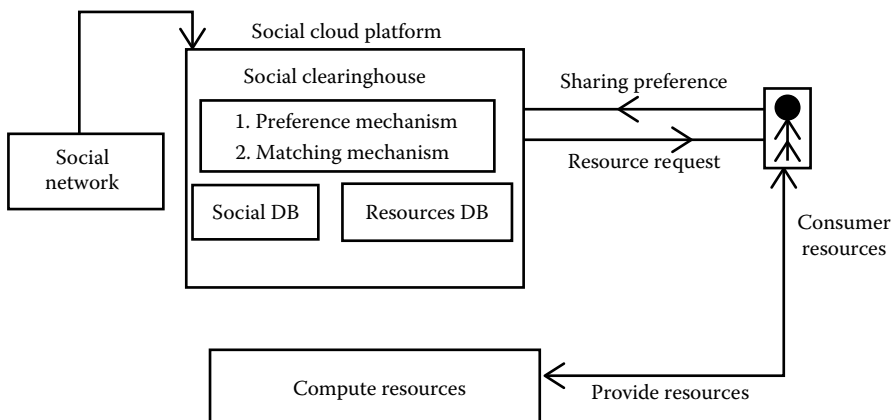 Social cloud platform
Social clearinghouse
1. Preference mechanism
2. Matching mechanism
Social DB
Resources DB
Social
network
Sharing preference
Resource request
Consumer
resources
Compute resources
Provide resources